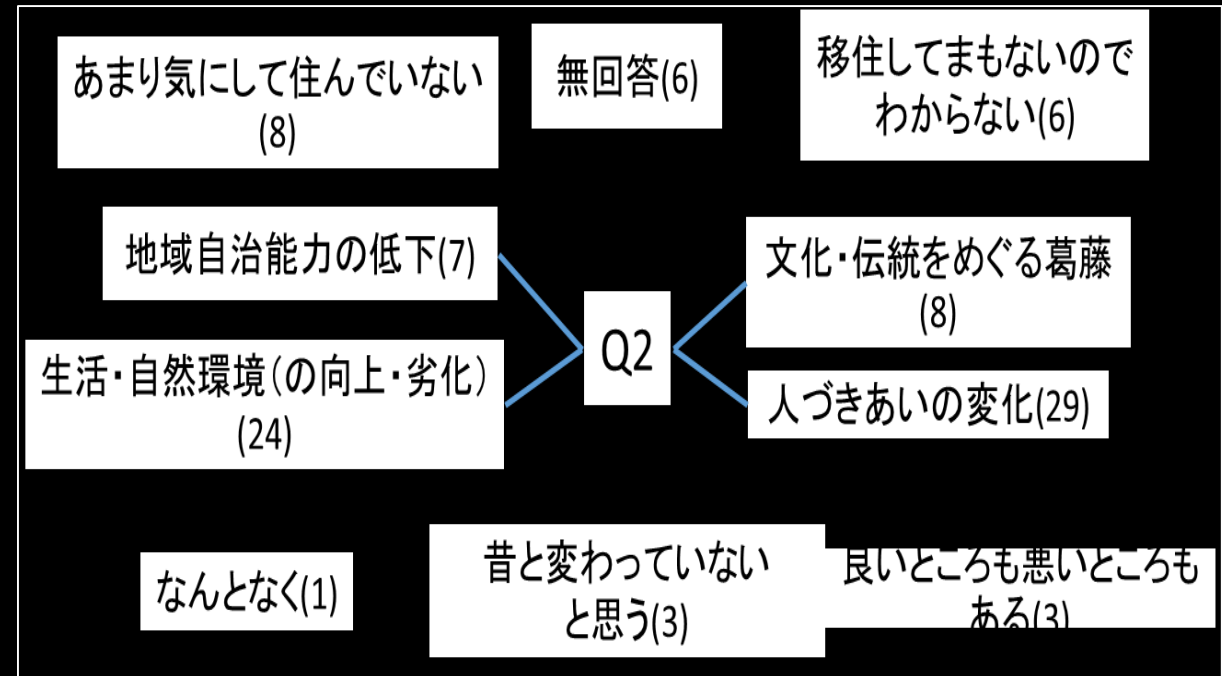 あまり気にして住んでいない
(8)
無回答(6)
移住してまもないので
わからない(6)
地域自治能力の低下(7)
文化・伝統をめぐる葛藤
(8)
Q2
生活・自然環境(の向上・劣化)
(24)
人づきあいの変化(29)
なんとなく(1)
昔と変わっていない
と思う(3)
良いところも悪いところも
ある(3)